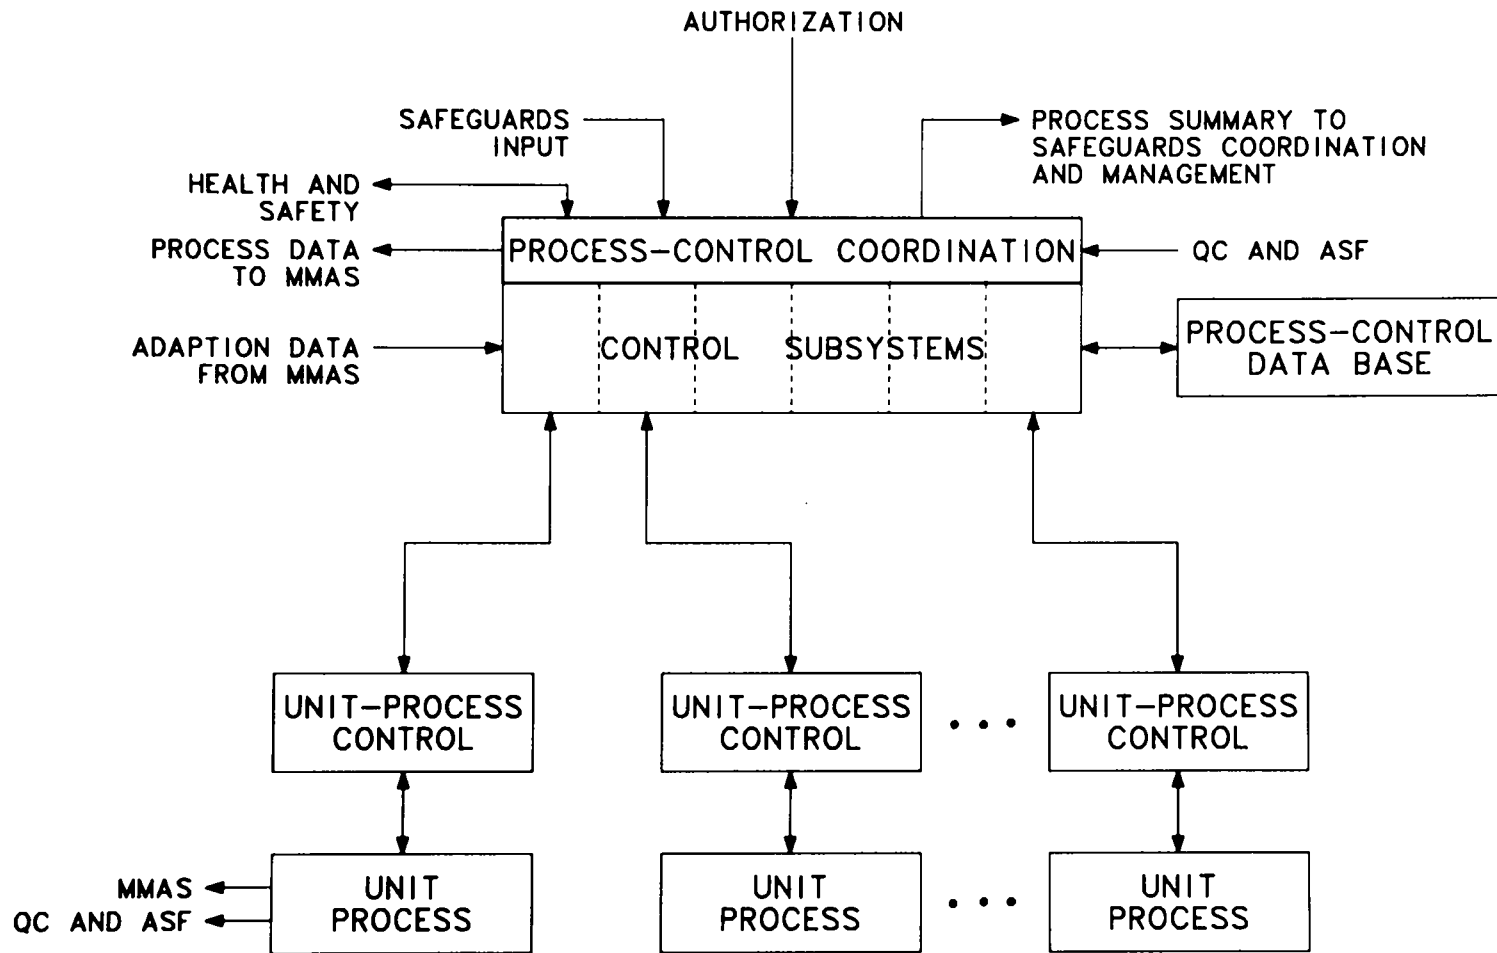 AUTHORIZATION
SAFEGUARDS
INPUT
PROCESS SUMMARY TO
SAFEGUARDS COORDINATION
AND MANAGEMENT
HEALTH AND
SAFETY
PROCESS DATA
TO MMAS
PROCESS-CONTROL COORDINATION
QC AND ASF
ADAPTION DATA
FROM MMAS
CONTROL SUBSYSTEMS
PROCESS-CONTROL
DATA BASE
UNIT-PROCESS
CONTROL
UNIT-PROCESS
CONTROL
UNIT-PROCESS
CONTROL
MMAS
QC AND ASF
UNIT
PROCESS
UNIT
PROCESS
UNIT
PROCESS